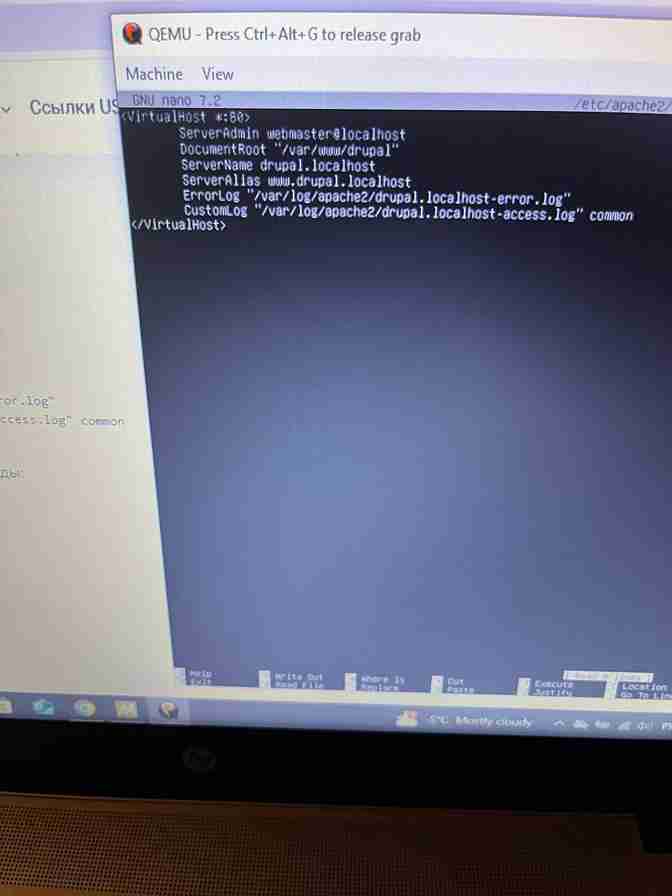 QEMU - Press Ctrl+Alt+G to release grab
Machine View
Ссылки US
GNU nano 7.2 /etc/apache2/
<VirtualHost *:80>
ServerAdmin webmaster@localhost
DocumentRoot "/var/www/drupal"
ServerName drupal.localhost
ServerAlias www.drupal.localhost
ErrorLog "/var/log/apache2/drupal.localhost-error.log"
CustomLog "/var/log/apache2/drupal.localhost-access.log" common
</VirtualHost>
ror.log"
ccess.log" common
ды:
Help Write Out Where Is Cut Execute Location
Exit Read File Replace Paste Justify Go To Lin
5°C Mostly cloudy
hp